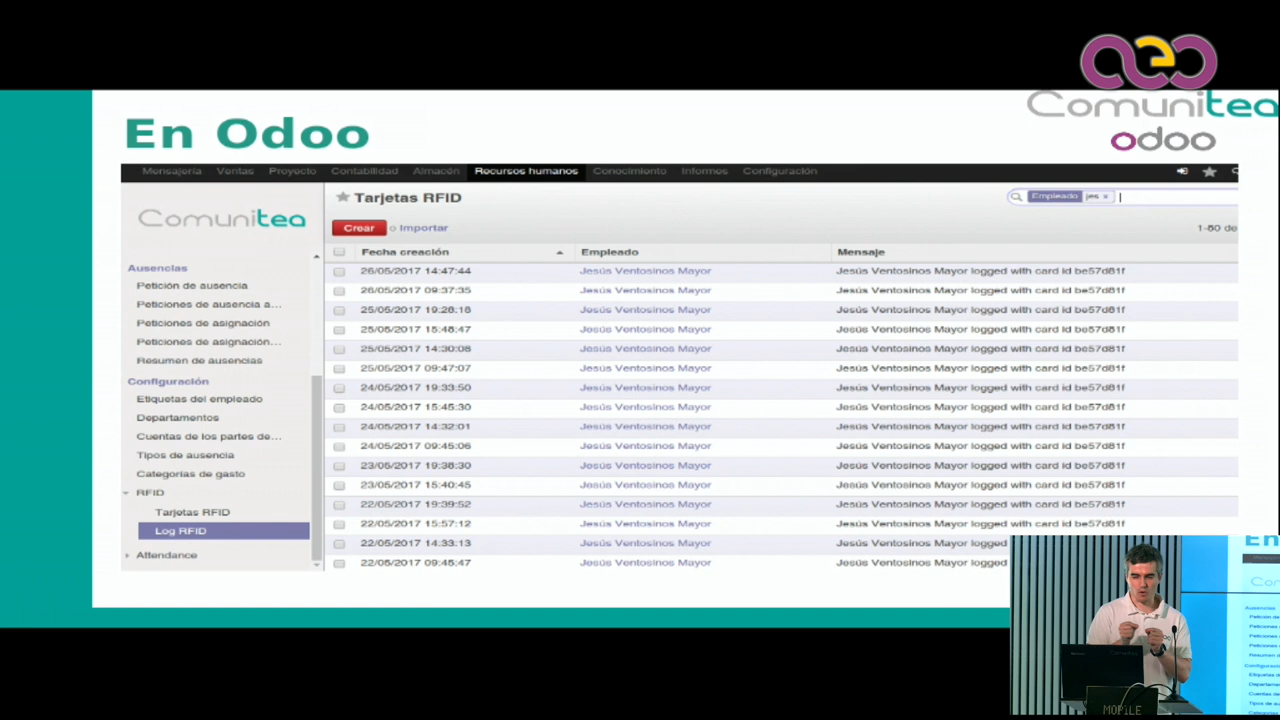 Comunitea
odoo
En Odoo
Mensajería Ventas Proyecto Contabilidad Almacén Recursos humanos Conocimiento Informes Configuración
Comunitea
Tarjetas RFID
Empleado jes x
Crear o Importar
1-80 de
Fecha creación Empleado Mensaje
26/05/2017 14:47:44 Jesús Ventosinos Mayor Jesús Ventosinos Mayor logged with card id be57d81f
26/05/2017 09:37:35 Jesús Ventosinos Mayor Jesús Ventosinos Mayor logged with card id be57d81f
25/05/2017 19:28:18 Jesús Ventosinos Mayor Jesús Ventosinos Mayor logged with card id be57d81f
25/05/2017 15:48:47 Jesús Ventosinos Mayor Jesús Ventosinos Mayor logged with card id be57d81f
25/05/2017 14:30:08 Jesús Ventosinos Mayor Jesús Ventosinos Mayor logged with card id be57d81f
25/05/2017 09:47:07 Jesús Ventosinos Mayor Jesús Ventosinos Mayor logged with card id be57d81f
24/05/2017 19:33:50 Jesús Ventosinos Mayor Jesús Ventosinos Mayor logged with card id be57d81f
24/05/2017 15:45:30 Jesús Ventosinos Mayor Jesús Ventosinos Mayor logged with card id be57d81f
24/05/2017 14:32:01 Jesús Ventosinos Mayor Jesús Ventosinos Mayor logged with card id be57d81f
24/05/2017 09:45:06 Jesús Ventosinos Mayor Jesús Ventosinos Mayor logged with card id be57d81f
23/05/2017 19:38:30 Jesús Ventosinos Mayor Jesús Ventosinos Mayor logged with card id be57d81f
23/05/2017 15:40:45 Jesús Ventosinos Mayor Jesús Ventosinos Mayor logged with card id be57d81f
22/05/2017 19:39:52 Jesús Ventosinos Mayor Jesús Ventosinos Mayor logged with card id be57d81f
22/05/2017 15:57:12 Jesús Ventosinos Mayor Jesús Ventosinos Mayor logged with card id be57d81f
22/05/2017 14:33:13 Jesús Ventosinos Mayor Jesús Ventosinos Mayor logged
22/05/2017 09:45:47 Jesús Ventosinos Mayor Jesús Ventosinos Mayor logged
Ausencias
Petición de ausencia
Peticiones de ausencia a...
Peticiones de asignación
Peticiones de asignación...
Resumen de ausencias
Configuración
Etiquetas del empleado
Departamentos
Cuentas de los partes de...
Tipos de ausencia
Categorías de gasto
RFID
Tarjetas RFID
Log RFID
Attendance
En
MOPILE